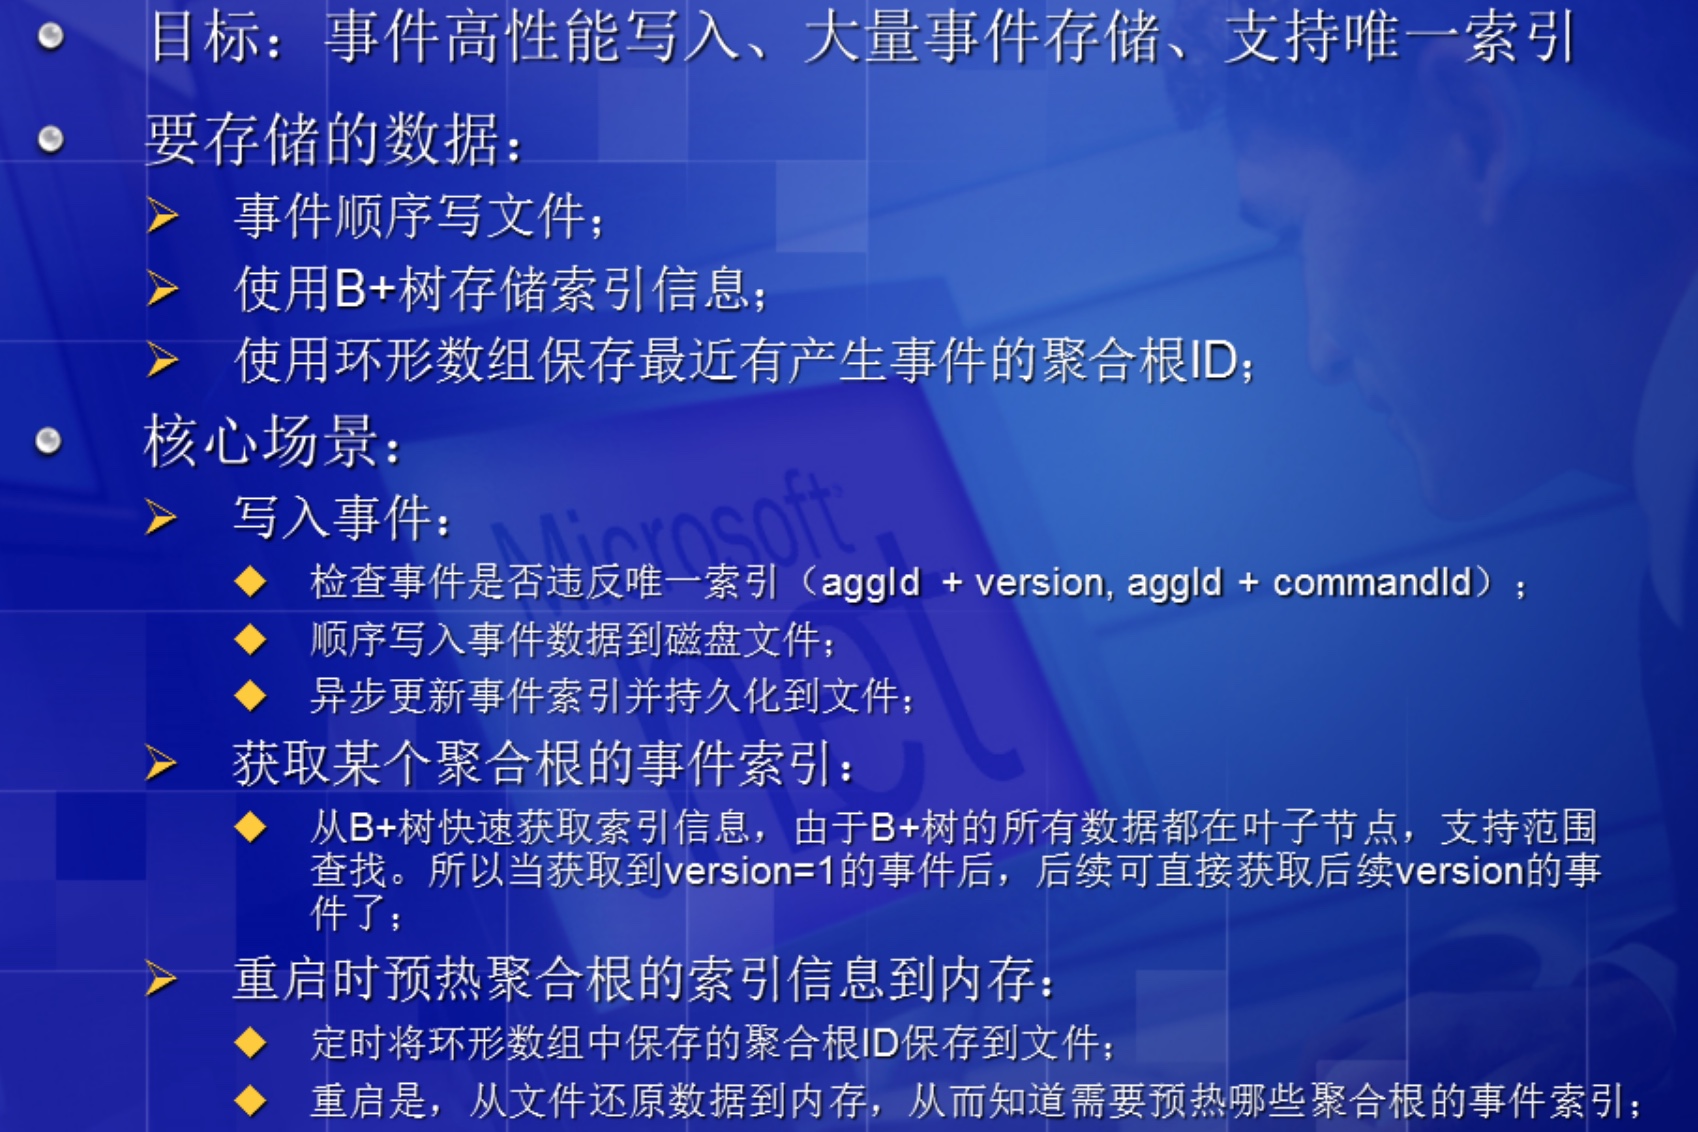 目标：事件高性能写入、大量事件存储、支持唯一索引
要存储的数据：
事件顺序写文件；
使用B+树存储索引信息；
使用环形数组保存最近有产生事件的聚合根ID；
核心场景：
写入事件：
检查事件是否违反唯一索引（aggId + version, aggId + commandId）；
顺序写入事件数据到磁盘文件；
异步更新事件索引并持久化到文件；
获取某个聚合根的事件索引：
从B+树快速获取索引信息，由于B+树的所有数据都在叶子节点，支持范围
查找。所以当获取到version=1的事件后，后续可直接获取后续version的事
件了；
重启时预热聚合根的索引信息到内存：
定时将环形数组中保存的聚合根ID保存到文件；
重启是，从文件还原数据到内存，从而知道需要预热哪些聚合根的事件索引；
Microsoft
net